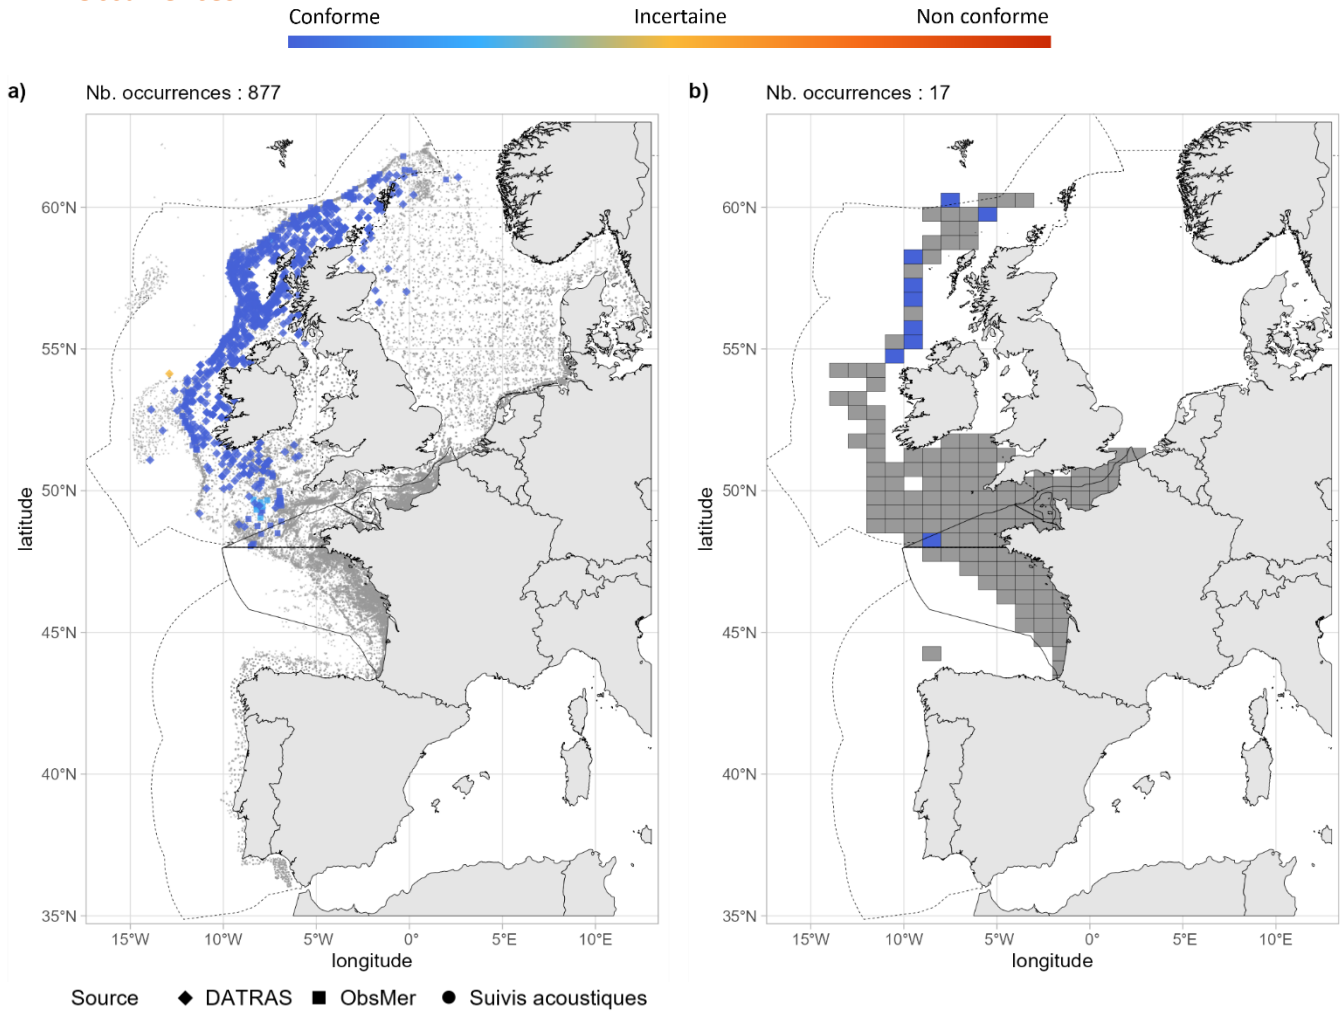 Conforme Incertaine Non conforme
a) Nb. occurrences : 877
b) Nb. occurrences : 17
60°N
55°N
50°N
45°N
40°N
35°N
latitude
15°W 10°W 5°W 0° 5°E 10°E
longitude
60°N
55°N
50°N
45°N
40°N
35°N
latitude
15°W 10°W 5°W 0° 5°E 10°E
longitude
Source DATRAS ObsMer Suivis acoustiques